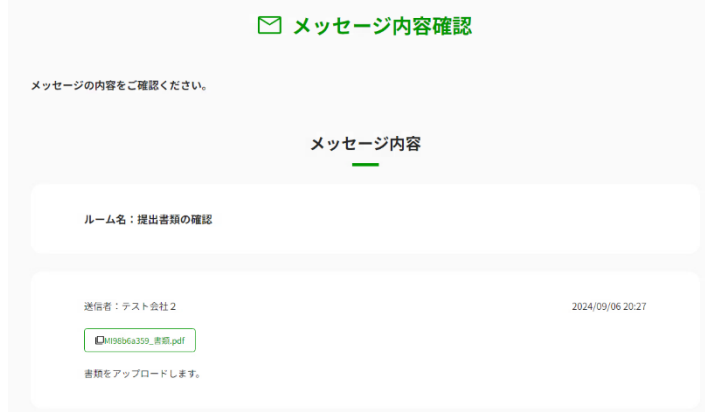 メッセージ内容確認
メッセージの内容をご確認ください。
メッセージ内容
ルーム名：提出書類の確認
送信者：テスト会社２ 2024/09/06 20:27
MI98b6a359_書類.pdf
書類をアップロードします。